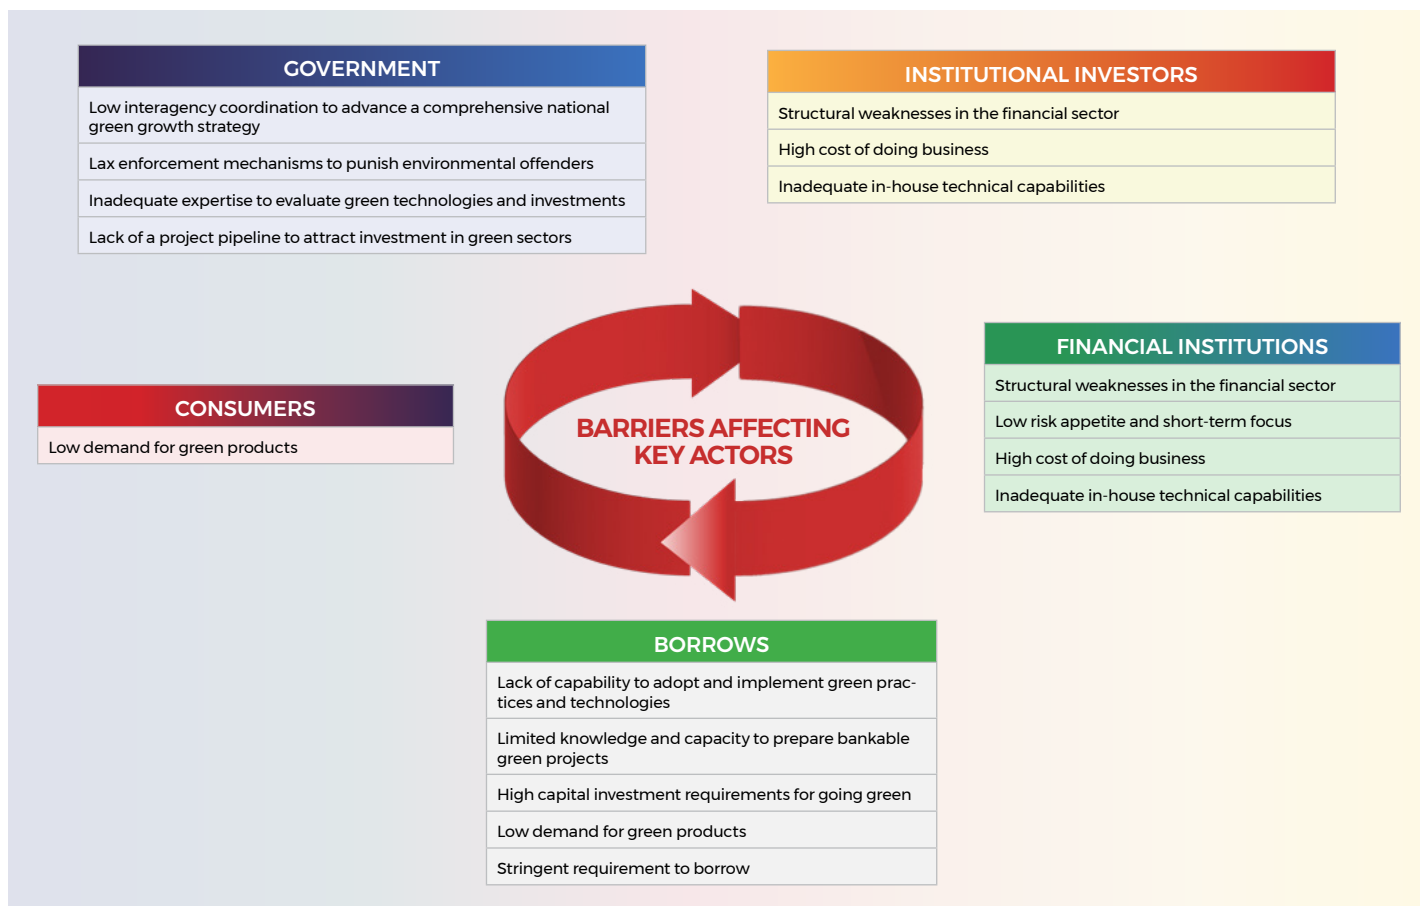 GOVERNMENT
Low interagency coordination to advance a comprehensive national
green growth strategy
Lax enforcement mechanisms to punish environmental offenders
Inadequate expertise to evaluate green technologies and investments
Lack of a project pipeline to attract investment in green sectors
INSTITUTIONAL INVESTORS
Structural weaknesses in the financial sector
High cost of doing business
Inadequate in-house technical capabilities
FINANCIAL INSTITUTIONS
Structural weaknesses in the financial sector
Low risk appetite and short-term focus
High cost of doing business
Inadequate in-house technical capabilities
CONSUMERS
Low demand for green products
BARRIERS AFFECTING
KEY ACTORS
BORROWS
Lack of capability to adopt and implement green prac-
tices and technologies
Limited knowledge and capacity to prepare bankable
green projects
High capital investment requirements for going green
Low demand for green products
Stringent requirement to borrow